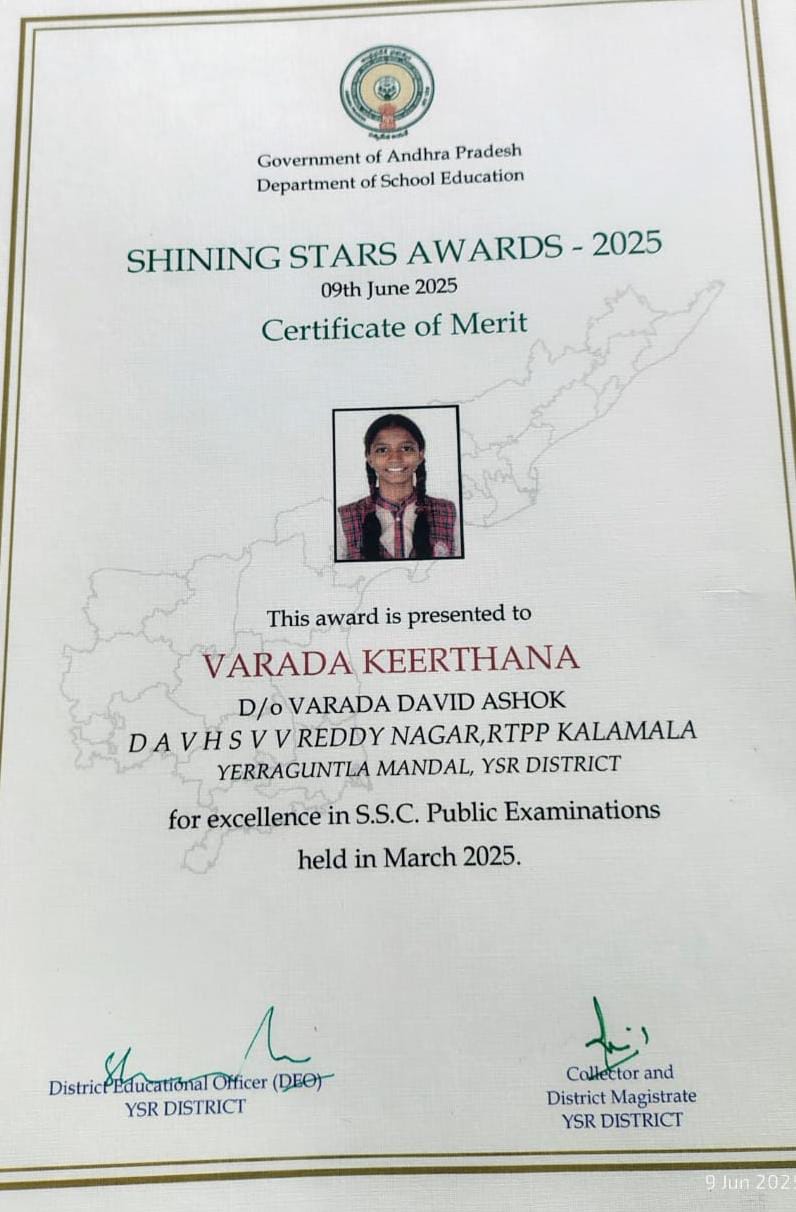 Government of Andhra Pradesh
Department of School Education
SHINING STARS AWARDS - 2025
09th June 2025
Certificate of Merit
This award is presented to
VARADA KEERTHANA
D/o VARADA DAVID ASHOK
D A V H S V V REDDY NAGAR,RTPP KALAMALA
YERRAGUNTLA MANDAL, YSR DISTRICT
for excellence in S.S.C. Public Examinations
held in March 2025.
District Educational Officer (DEO)
YSR DISTRICT
Collector and
District Magistrate
YSR DISTRICT
9 Jun 2025